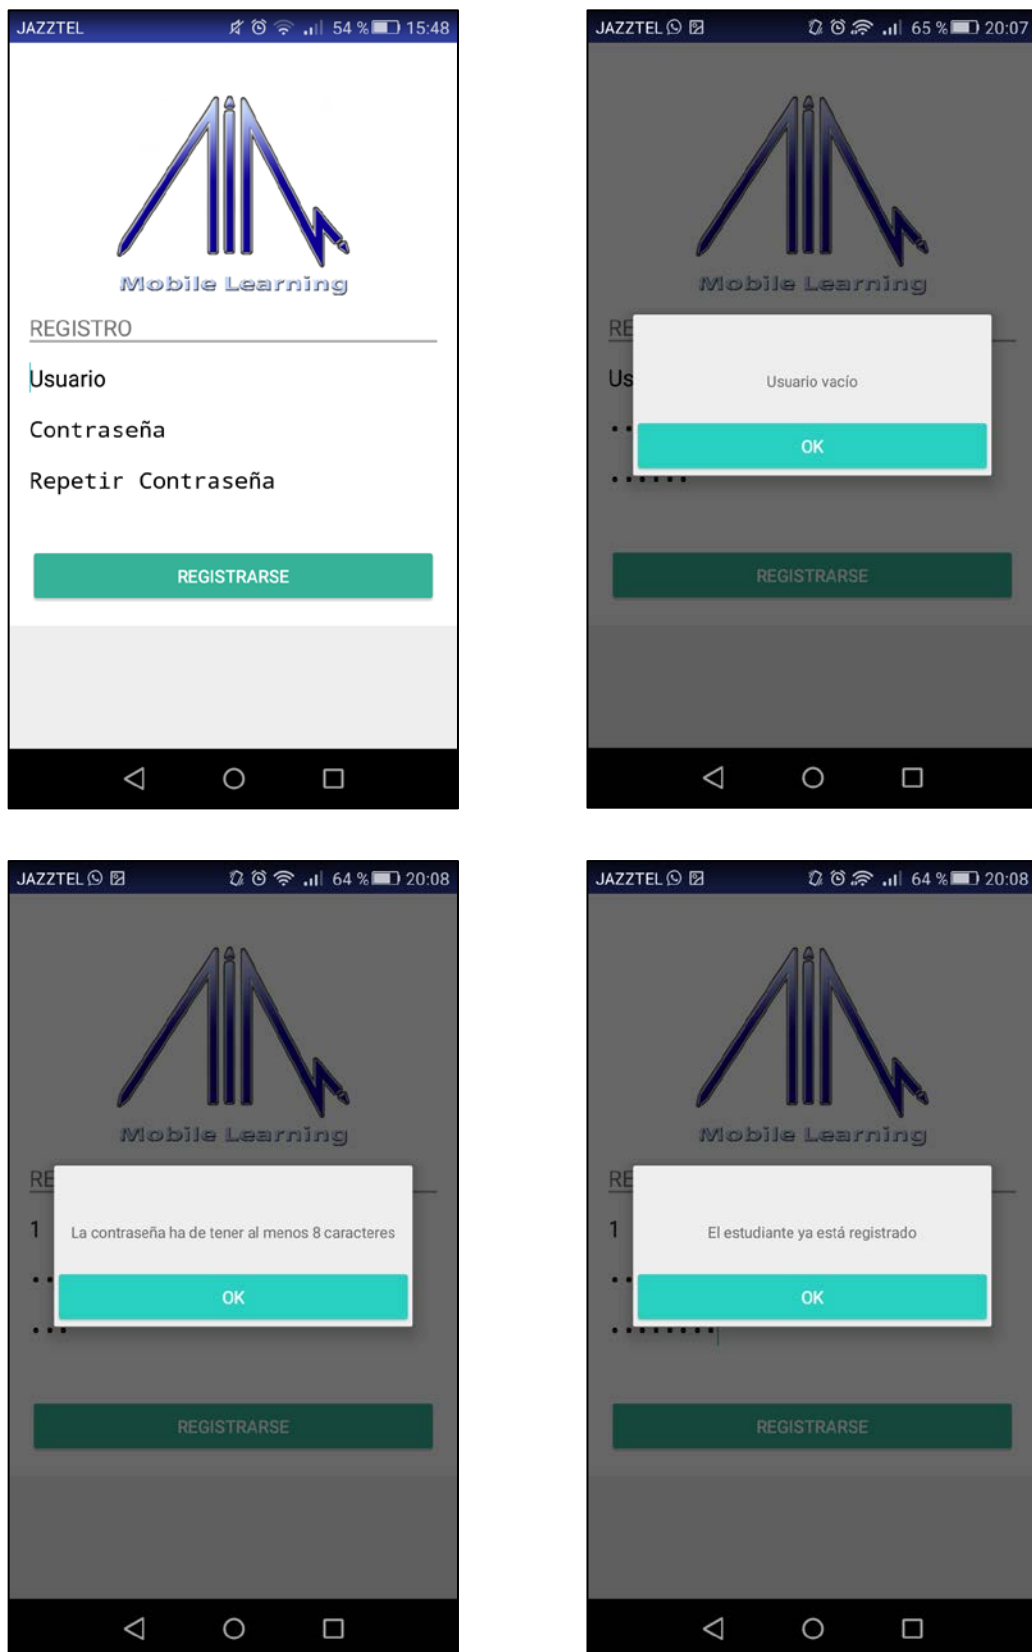 JAZZTEL 54 % 15:48
Mobile Learning
REGISTRO
Usuario
Contraseña
Repetir Contraseña
REGISTRARSE
JAZZTEL 65 % 20:07
Mobile Learning
RE
Us
Usuario vacío
OK
REGISTRARSE
JAZZTEL 64 % 20:08
Mobile Learning
RE
1
La contraseña ha de tener al menos 8 caracteres
OK
REGISTRARSE
JAZZTEL 64 % 20:08
Mobile Learning
RE
1
El estudiante ya está registrado
OK
REGISTRARSE